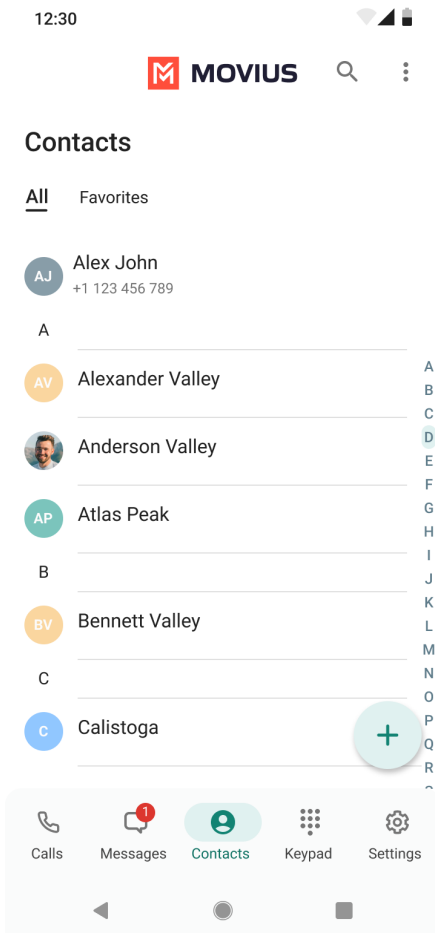 12:30
MOVIUS
Contacts
All Favorites
AJ Alex John
+1 123 456 789
A
AV Alexander Valley
Anderson Valley
AP Atlas Peak
B
BV Bennett Valley
C
C Calistoga
+
A
B
C
D
E
F
G
H
I
J
K
L
M
N
O
P
Q
R
1
Calls Messages Contacts Keypad Settings